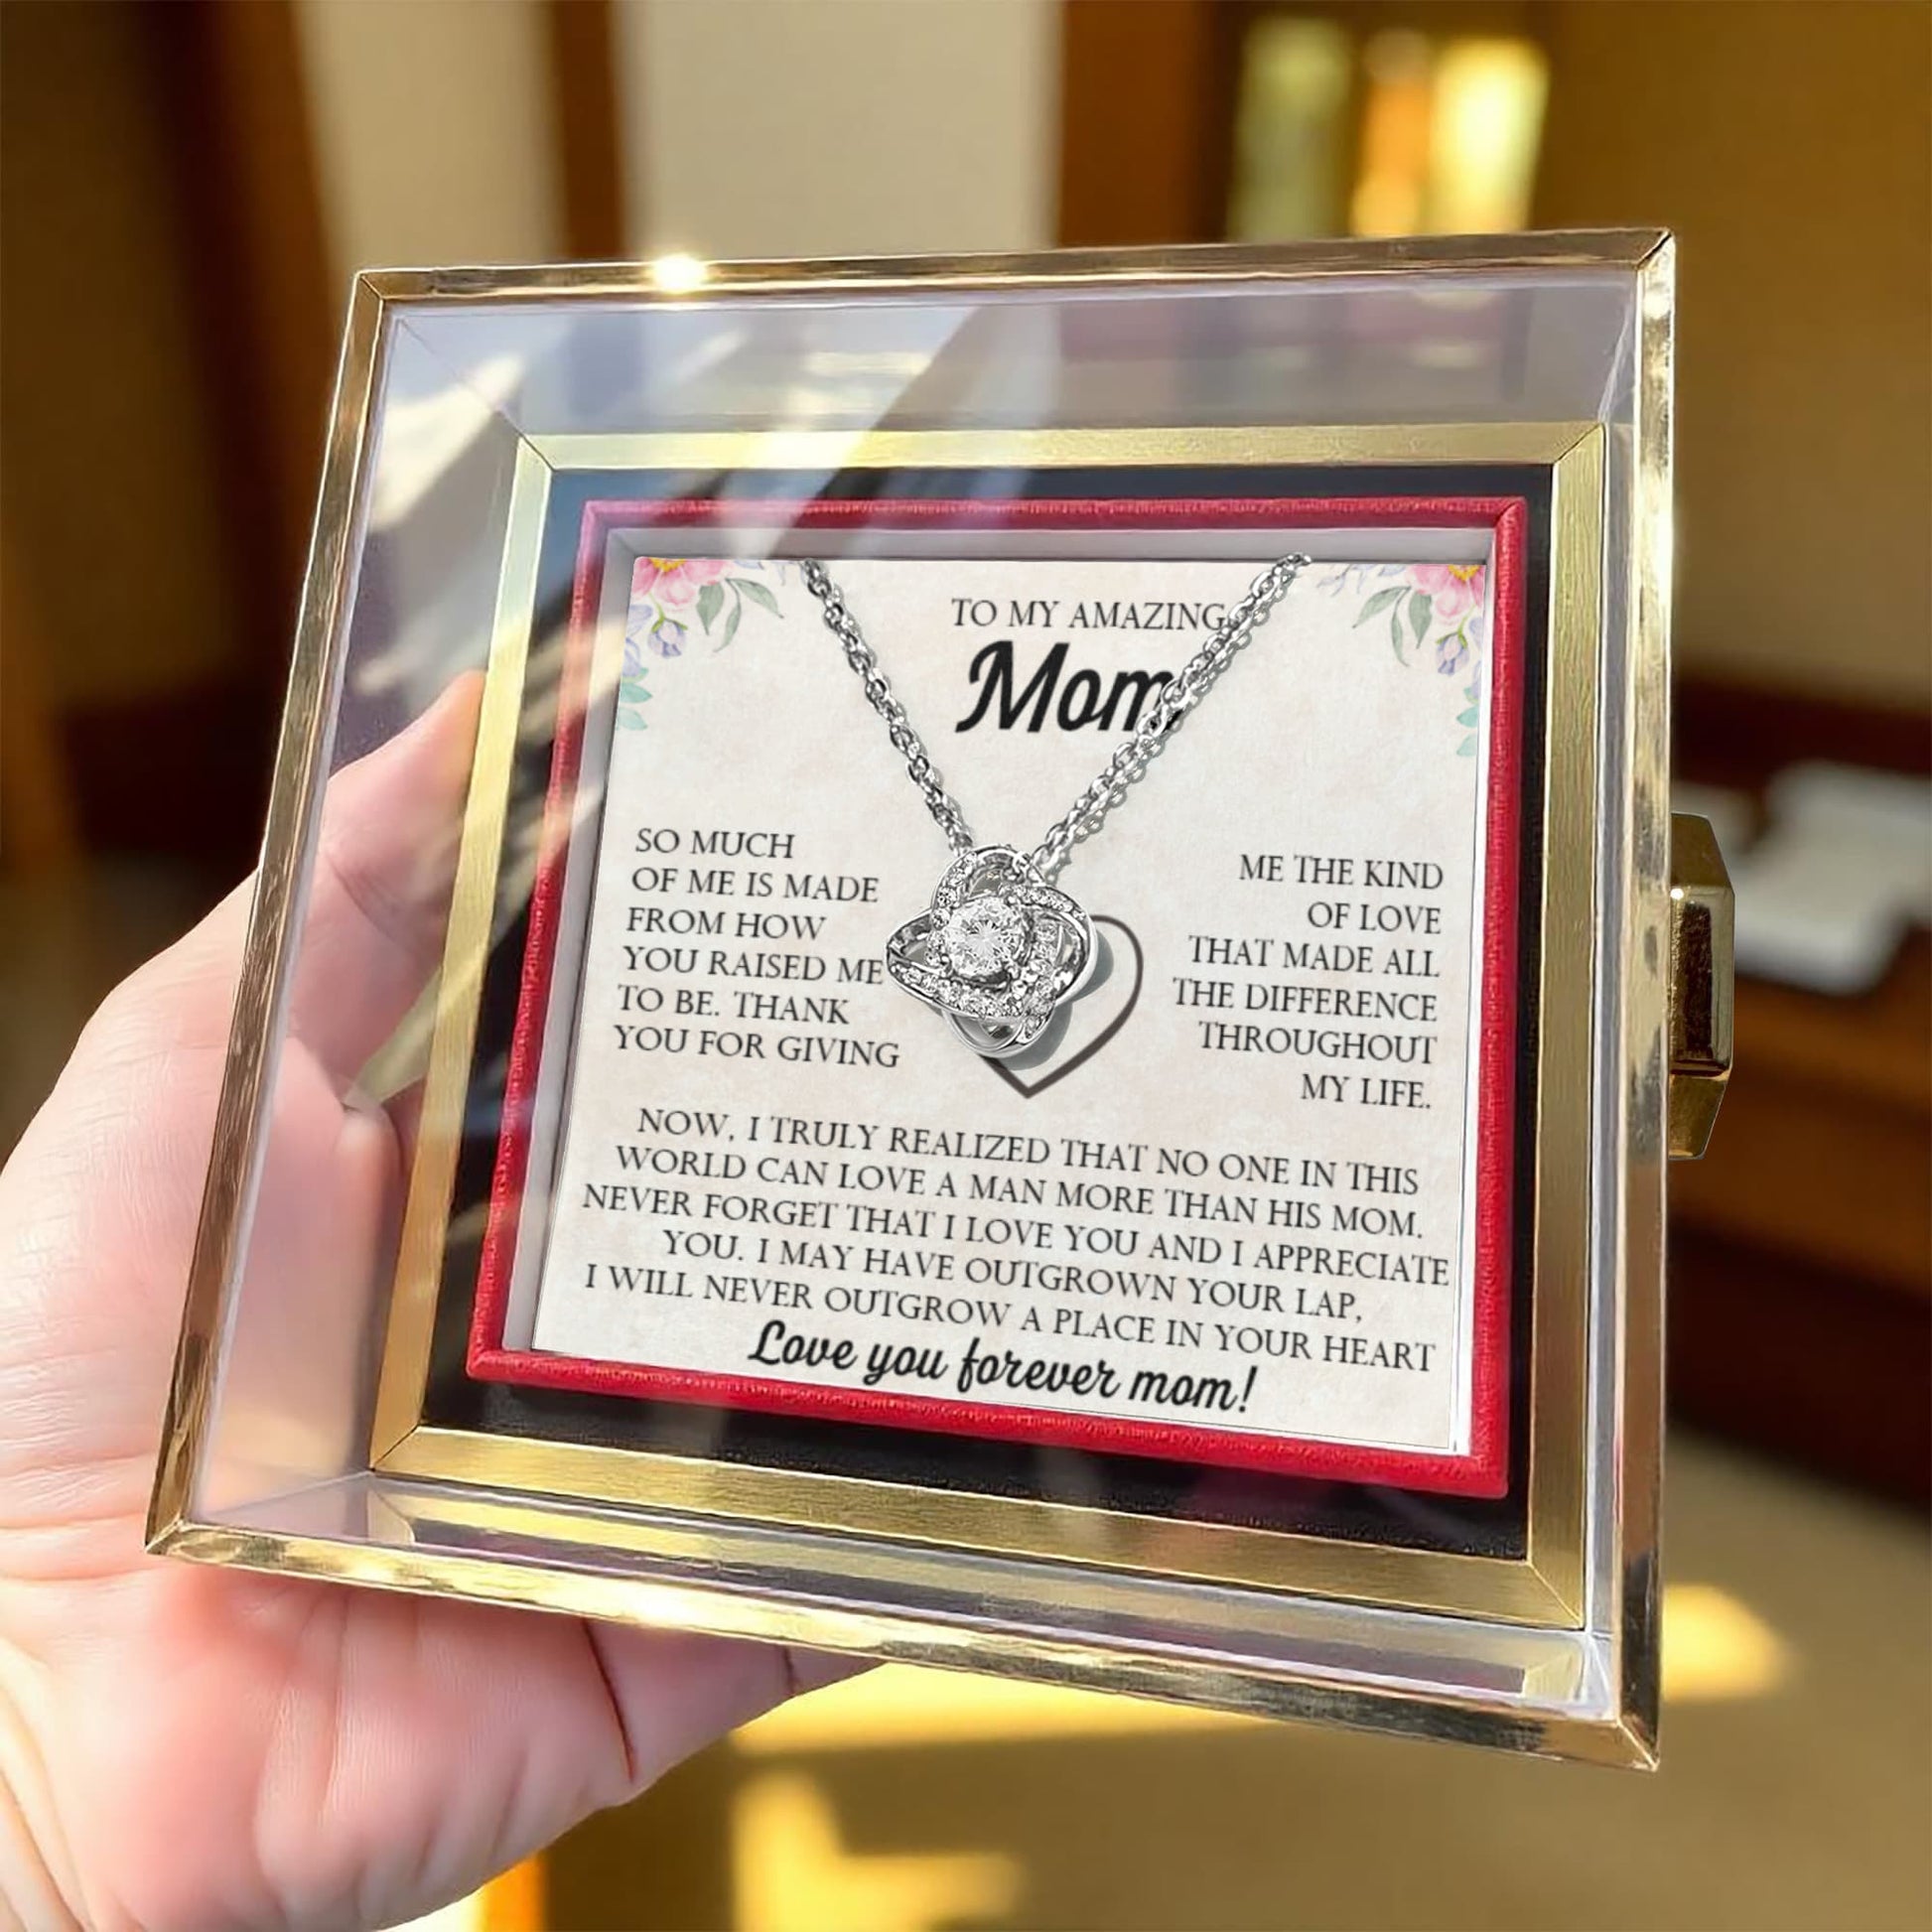 TO MY AMAZING
Mom
SO MUCH
OF ME IS MADE
FROM HOW
YOU RAISED ME
TO BE. THANK
YOU FOR GIVING
ME THE KIND
OF LOVE
THAT MADE ALL
THE DIFFERENCE
THROUGHOUT
MY LIFE.
NOW, I TRULY REALIZED THAT NO ONE IN THIS
WORLD CAN LOVE A MAN MORE THAN HIS MOM.
NEVER FORGET THAT I LOVE YOU AND I APPRECIATE
YOU. I MAY HAVE OUTGROWN YOUR LAP,
I WILL NEVER OUTGROW A PLACE IN YOUR HEART
Love you forever mom!